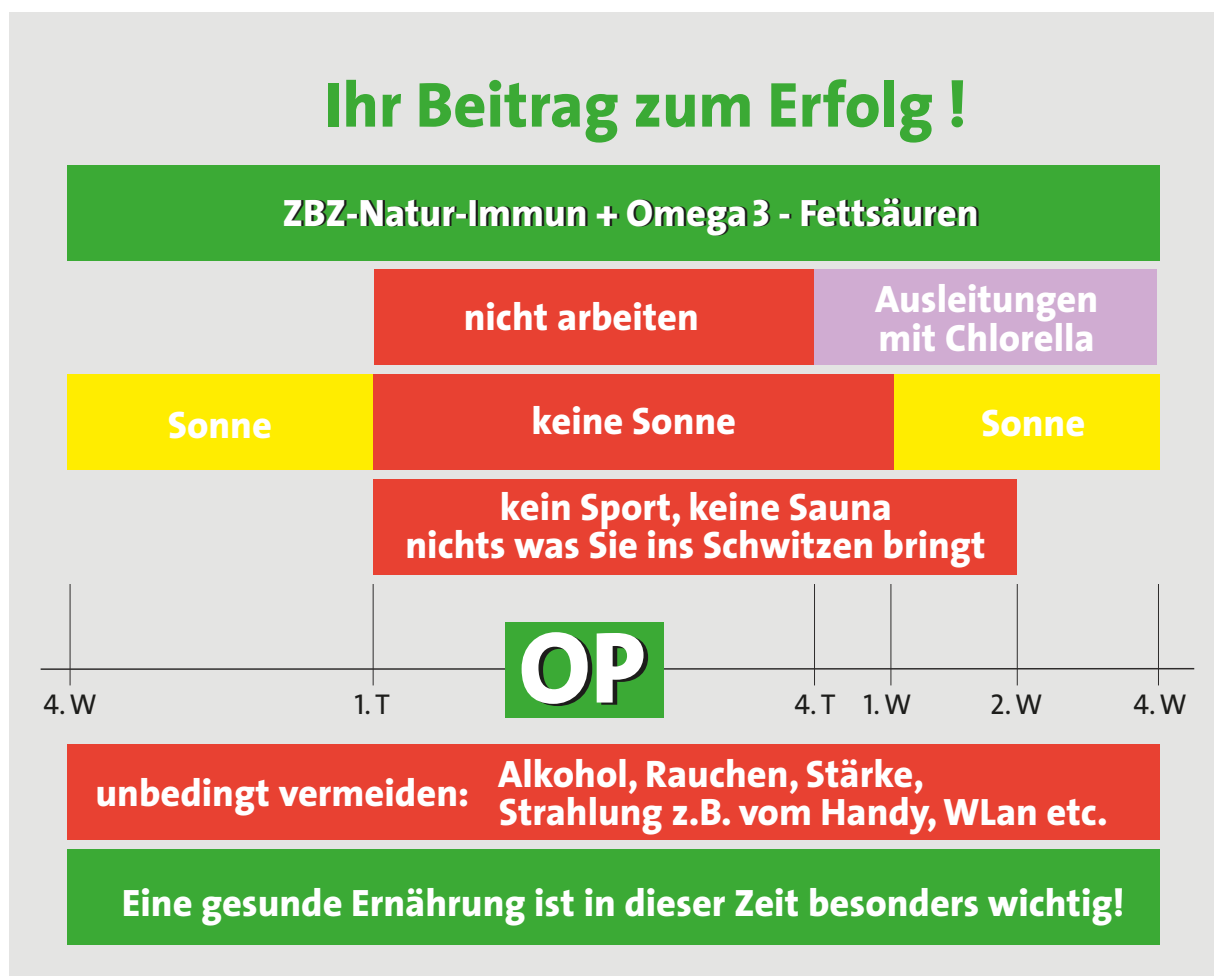 Ihr Beitrag zum Erfolg !
ZBZ-Natur-Immun + Omega 3 - Fettsäuren
nicht arbeiten
Ausleitungen
mit Chlorella
Sonne
keine Sonne
Sonne
kein Sport, keine Sauna
nichts was Sie ins Schwitzen bringt
OP
4. W
1. T
4. T
1. W
2. W
4. W
unbedingt vermeiden:
Alkohol, Rauchen, Stärke,
Strahlung z.B. vom Handy, WLan etc.
Eine gesunde Ernährung ist in dieser Zeit besonders wichtig!